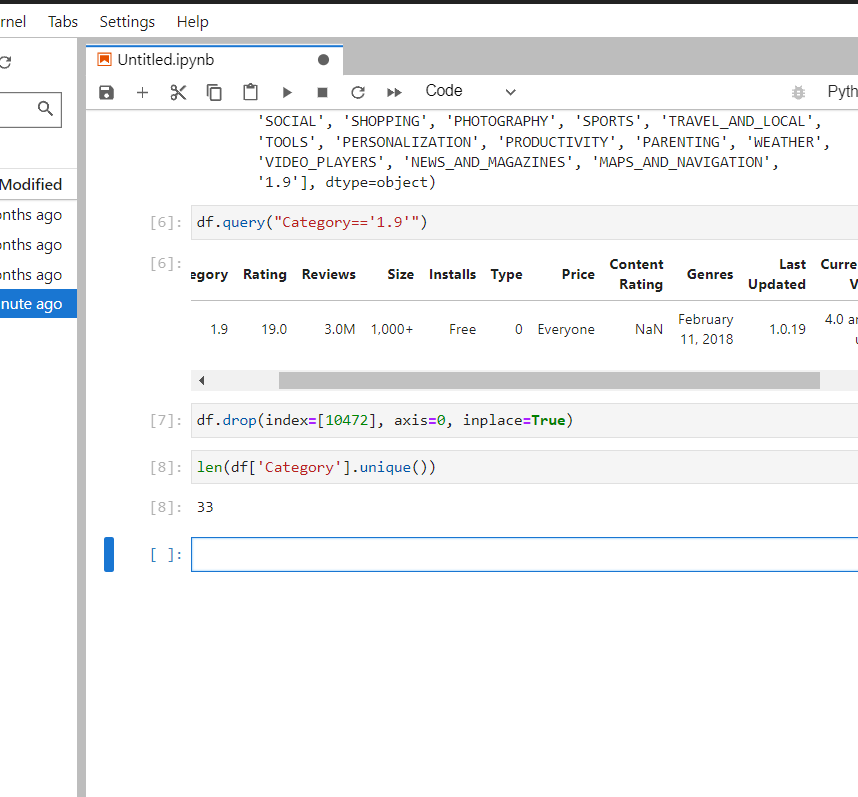 rnel Tabs Settings Help
Untitled.ipynb
Code
Modified
onths ago
onths ago
onths ago
nute ago
'SOCIAL', 'SHOPPING', 'PHOTOGRAPHY', 'SPORTS', 'TRAVEL_AND_LOCAL',
'TOOLS', 'PERSONALIZATION', 'PRODUCTIVITY', 'PARENTING', 'WEATHER',
'VIDEO_PLAYERS', 'NEWS_AND_MAGAZINES', 'MAPS_AND_NAVIGATION',
'1.9'], dtype=object)
[6]: df.query("Category=='1.9'")
[6]:
egory Rating Reviews Size Installs Type Price Content Rating Genres Last Updated Curre V
1.9 19.0 3.0M 1,000+ Free 0 Everyone NaN February 11, 2018 1.0.19 4.0 an u
[7]: df.drop(index=[10472], axis=0, inplace=True)
[8]: len(df['Category'].unique())
[8]: 33
[ ]: